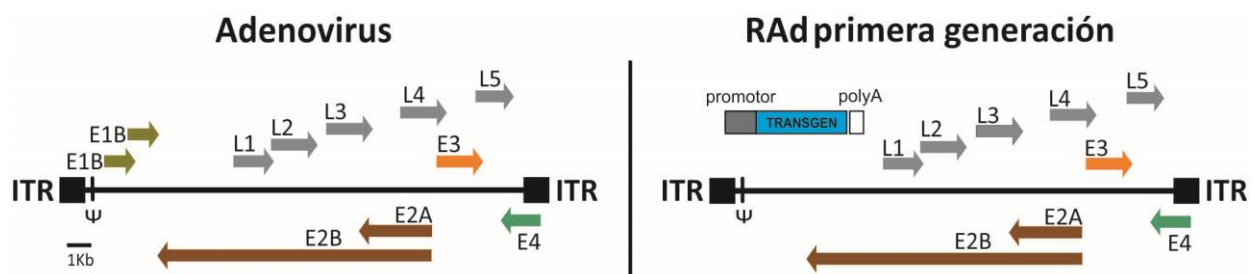 Adenovirus
E1B
E1B
L1
L2
L3
L4
L5
E3
ITR
ITR
Ψ
1Kb
E2B
E2A
E4
RAd primera generación
promotor
TRANSGEN
polyA
L1
L2
L3
L4
L5
E3
ITR
ITR
Ψ
E2B
E2A
E4